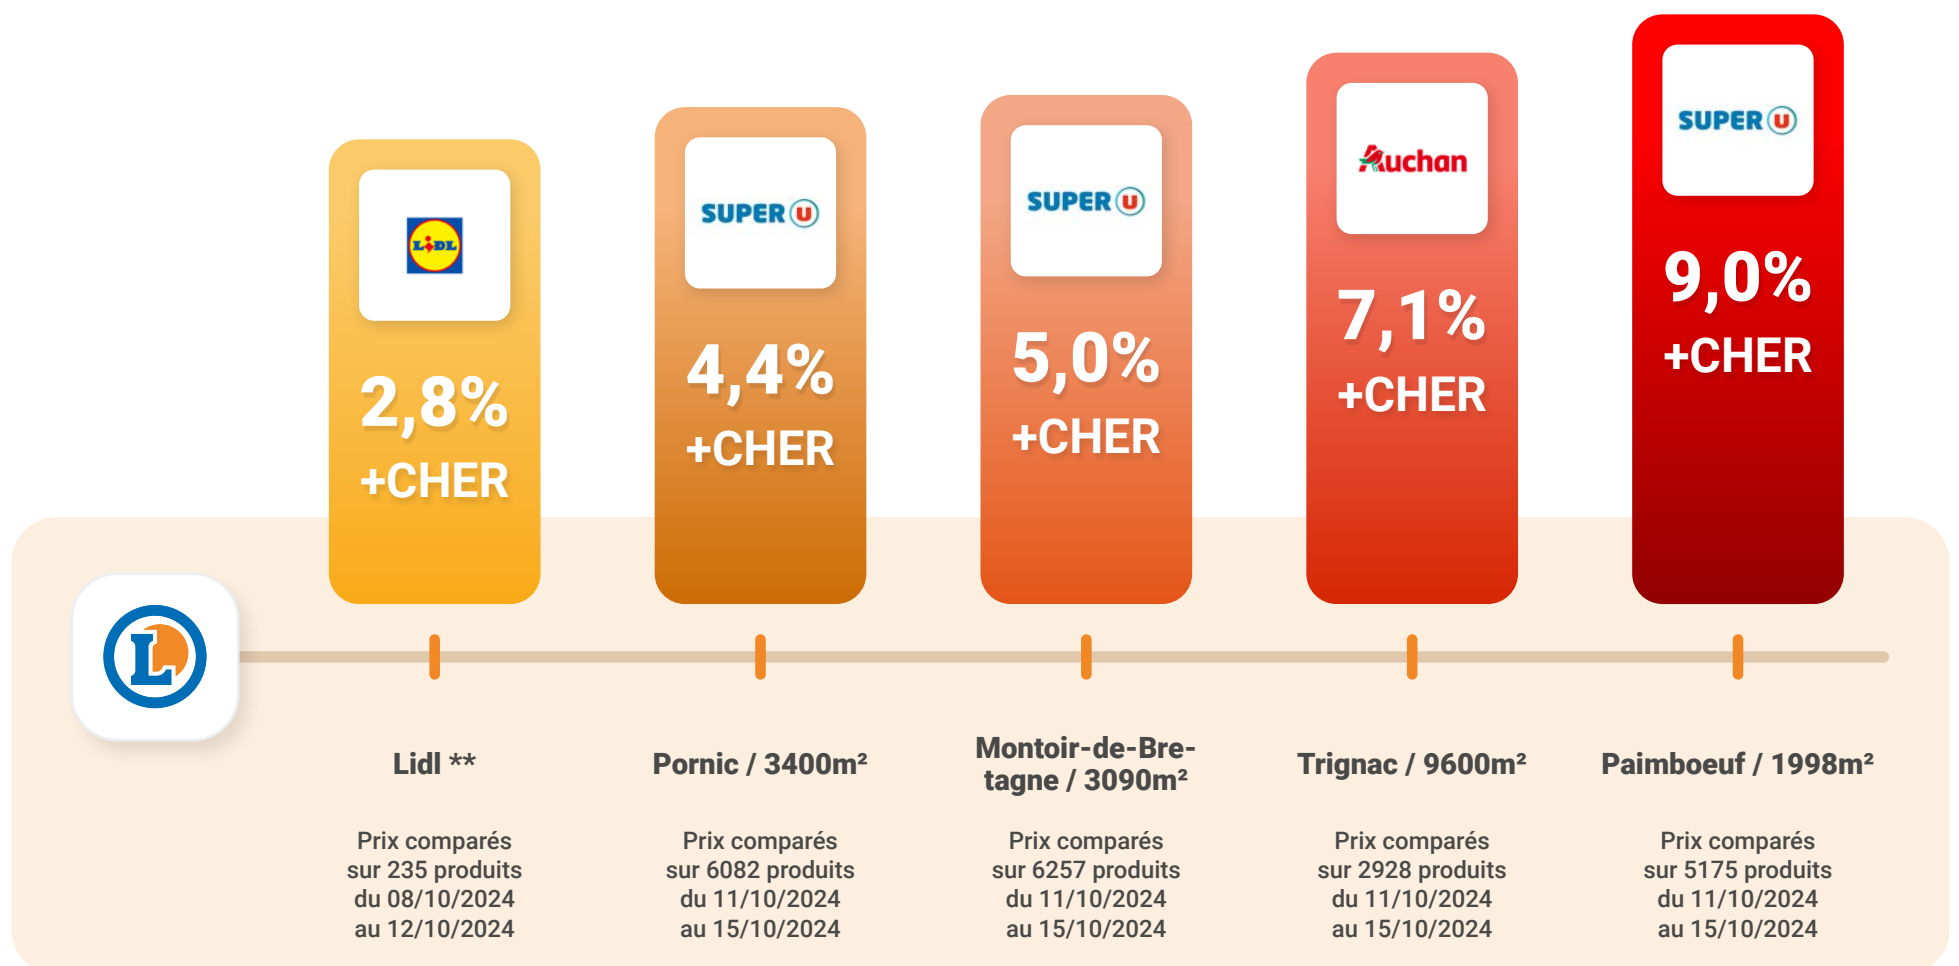 LIDL
2,8%
+CHER
SUPER U
4,4%
+CHER
SUPER U
5,0%
+CHER
Auchan
7,1%
+CHER
SUPER U
9,0%
+CHER
L
Lidl **
Prix comparés
sur 235 produits
du 08/10/2024
au 12/10/2024
Pornic / 3400m²
Prix comparés
sur 6082 produits
du 11/10/2024
au 15/10/2024
Montoir-de-Bre-
tagne / 3090m²
Prix comparés
sur 6257 produits
du 11/10/2024
au 15/10/2024
Trignac / 9600m²
Prix comparés
sur 2928 produits
du 11/10/2024
au 15/10/2024
Paimboeuf / 1998m²
Prix comparés
sur 5175 produits
du 11/10/2024
au 15/10/2024